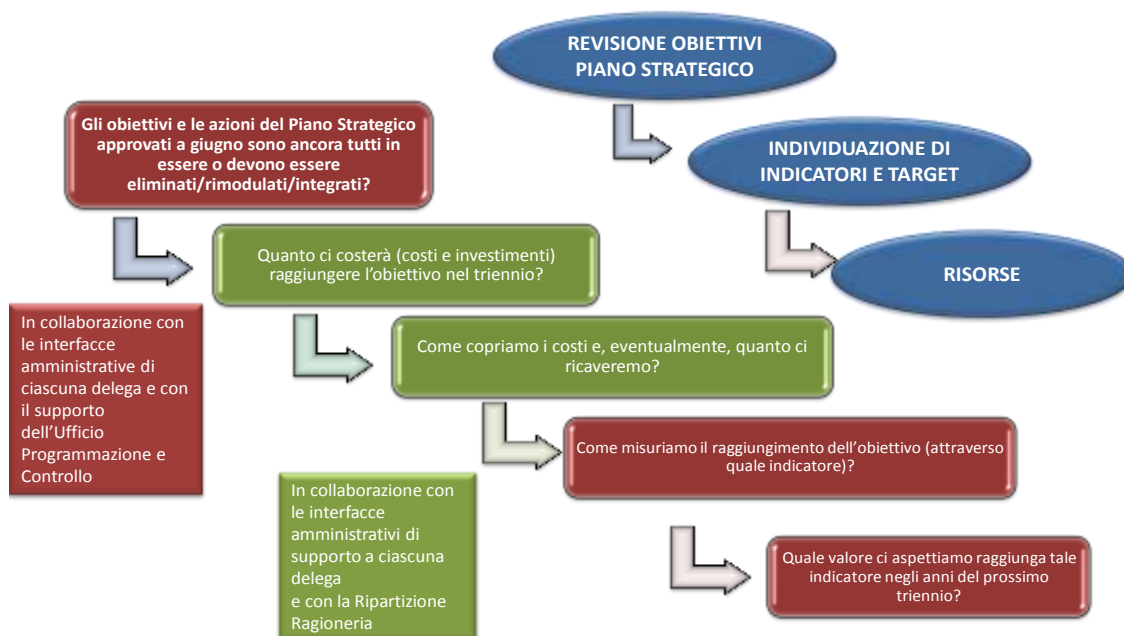 REVISIONE OBIETTIVI
PIANO STRATEGICO
Gli obiettivi e le azioni del Piano Strategico
approvati a giugno sono ancora tutti in
essere o devono essere
eliminati/rimodulati/integrati?
INDIVIDUAZIONE DI
INDICATORI E TARGET
Quanto ci costerà (costi e investimenti)
raggiungere l’obiettivo nel triennio?
RISORSE
In collaborazione con
le interfacce
amministrative di
ciascuna delega e con
il supporto
dell’Ufficio
Programmazione e
Controllo
Come copriamo i costi e, eventualmente, quanto ci
ricaveremo?
Come misuriamo il raggiungimento dell’obiettivo (attraverso
quale indicatore)?
In collaborazione con
le interfacce
amministrativi di
supporto a ciascuna
delega
e con la Ripartizione
Ragioneria
Quale valore ci aspettiamo raggiunga tale
indicatore negli anni del prossimo
triennio?